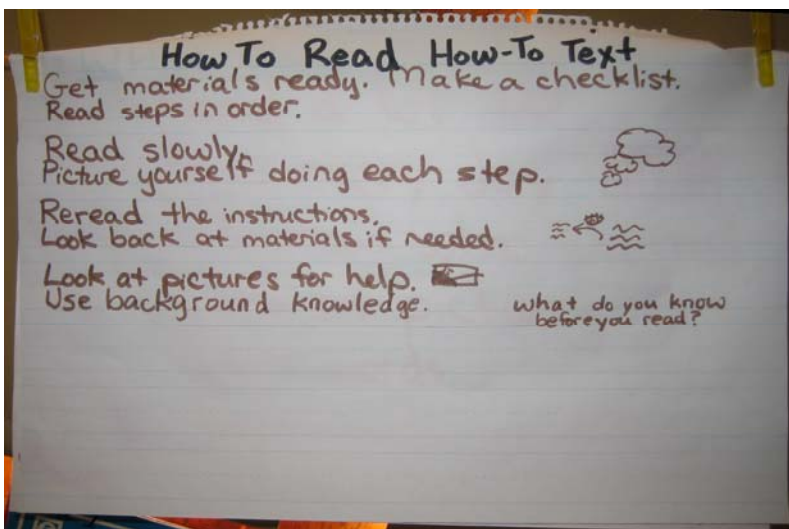 How To Read How-To Text
Get materials ready. Make a checklist.
Read steps in order.
Read slowly.
Picture yourself doing each step.
Reread the instructions.
Look back at materials if needed.
Look at pictures for help.
Use background knowledge.
what do you know
before you read?